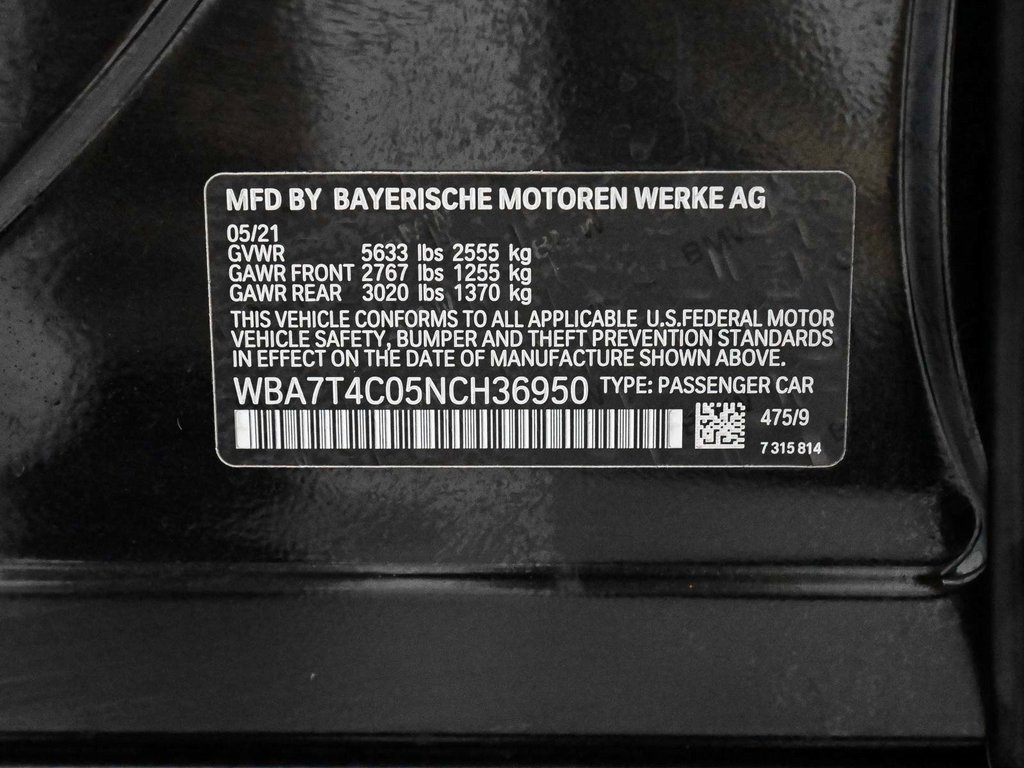 MFD BY BAYERISCHE MOTOREN WERKE AG
05/21
GVWR 5633 lbs 2555 kg
GAWR FRONT 2767 lbs 1255 kg
GAWR REAR 3020 lbs 1370 kg
THIS VEHICLE CONFORMS TO ALL APPLICABLE U.S.FEDERAL MOTOR
VEHICLE SAFETY, BUMPER AND THEFT PREVENTION STANDARDS
IN EFFECT ON THE DATE OF MANUFACTURE SHOWN ABOVE.
WBA7T4C05NCH36950 TYPE: PASSENGER CAR
475/9
7 315 814